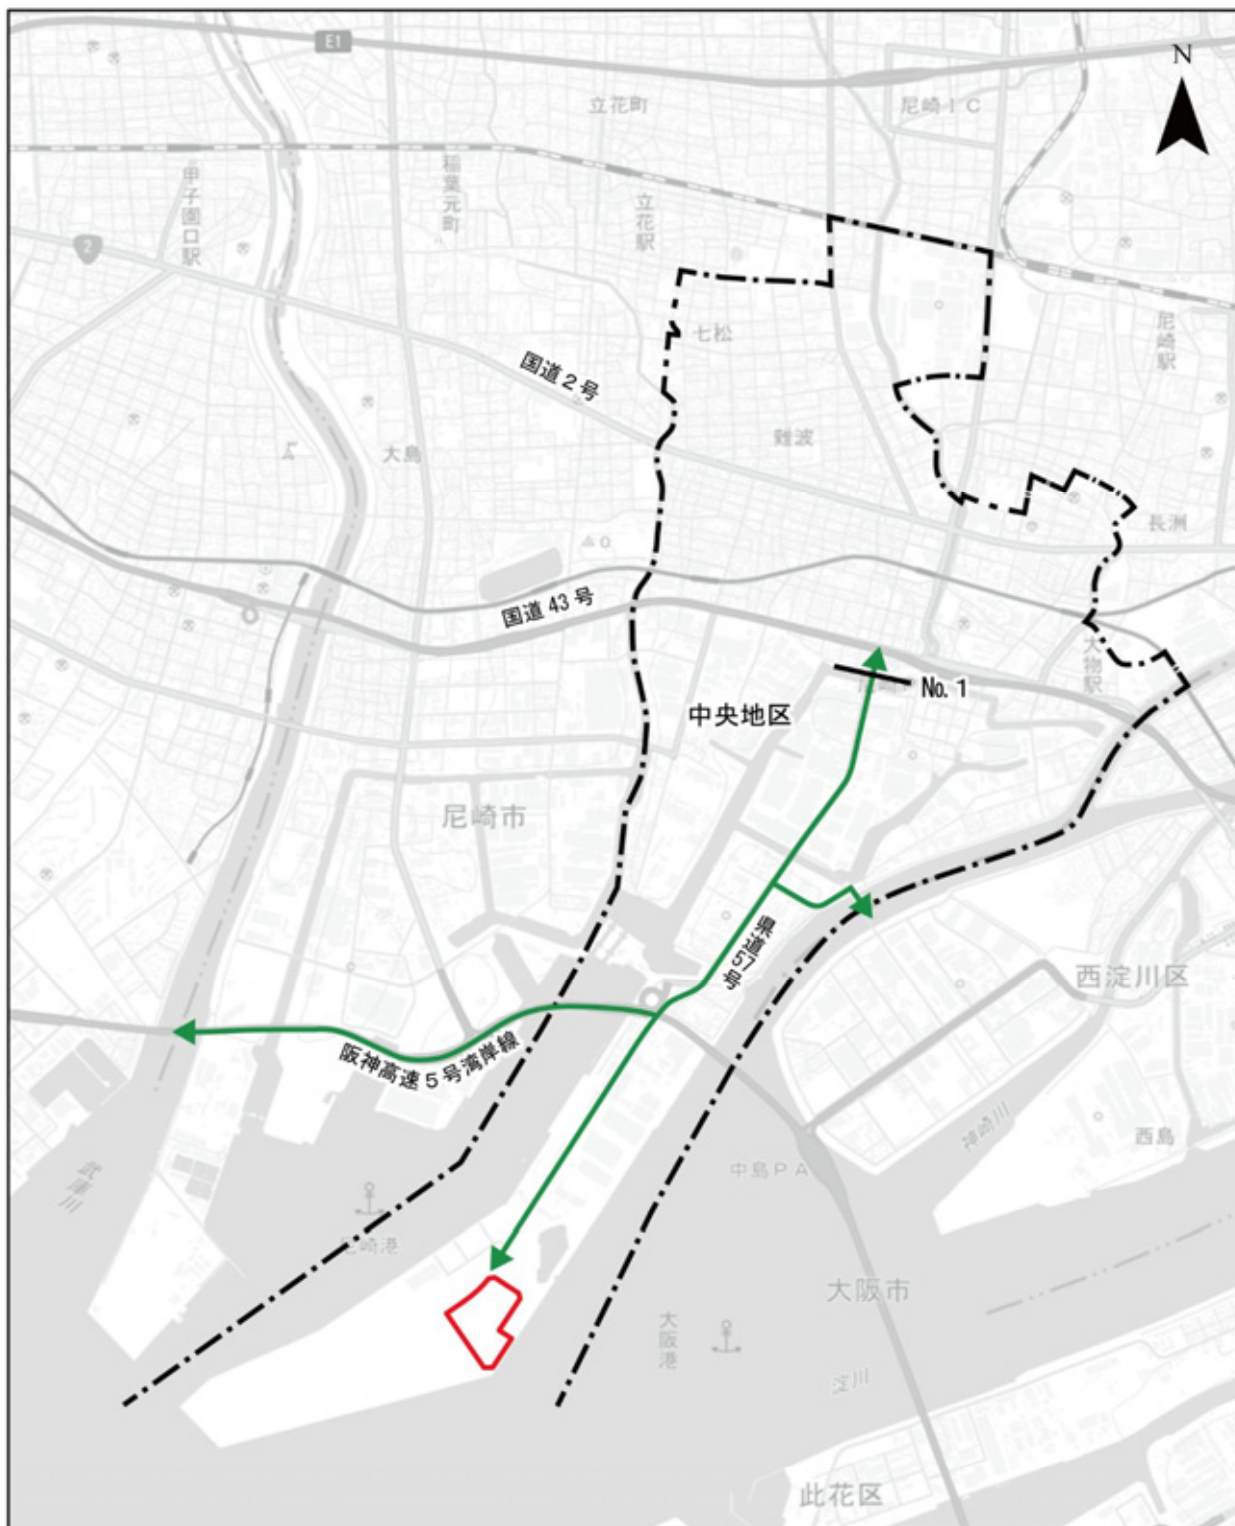 E1
N
立花町
尼崎IC
甲子園口駅
稲葉元町
立花駅
2
七松
尼崎駅
国道2号
難波
大島
長洲
国道43号
大物駅
No.1
中央地区
尼崎市
県道57号
西淀川区
阪神高速5号湾岸線
神崎川
西島
中島PA
武庫川
尼崎港
大阪市
大阪港
淀川
此花区